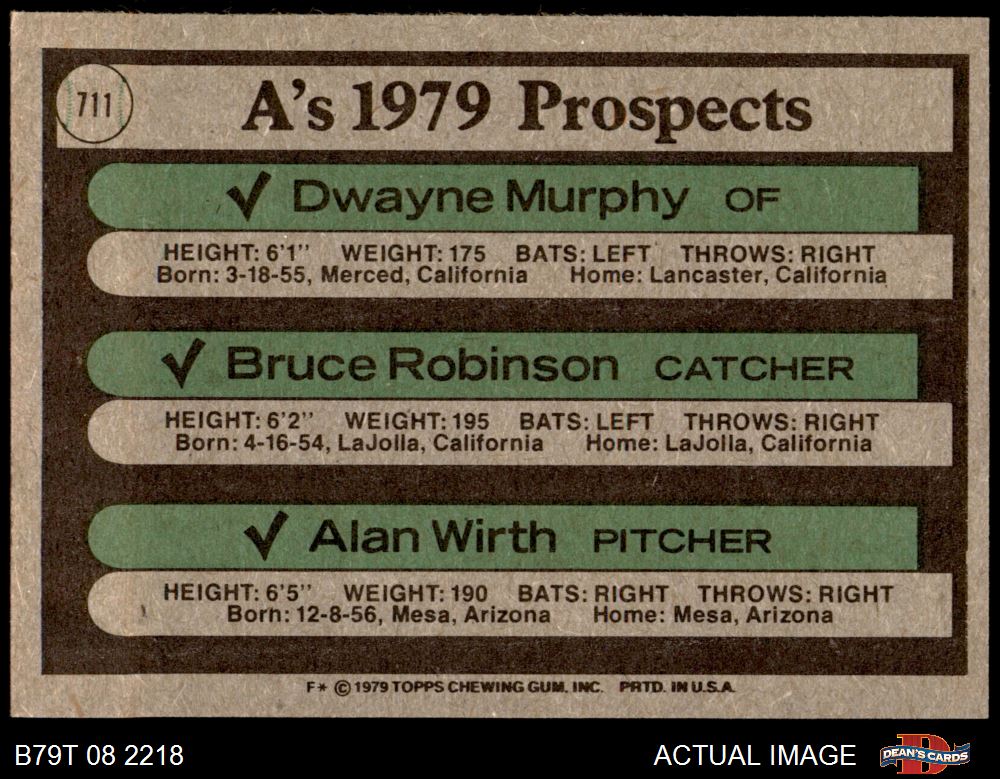 711
A's 1979 Prospects
✓ Dwayne Murphy OF
HEIGHT: 6'1" WEIGHT: 175 BATS: LEFT THROWS: RIGHT
Born: 3-18-55, Merced, California Home: Lancaster, California
✓ Bruce Robinson CATCHER
HEIGHT: 6'2" WEIGHT: 195 BATS: LEFT THROWS: RIGHT
Born: 4-16-54, LaJolla, California Home: LaJolla, California
✓ Alan Wirth PITCHER
HEIGHT: 6'5" WEIGHT: 190 BATS: RIGHT THROWS: RIGHT
Born: 12-8-56, Mesa, Arizona Home: Mesa, Arizona
F* © 1979 TOPPS CHEWING GUM, INC. PRTD. IN U.S.A.
B79T 08 2218 ACTUAL IMAGE
D
DEAN'S CARDS